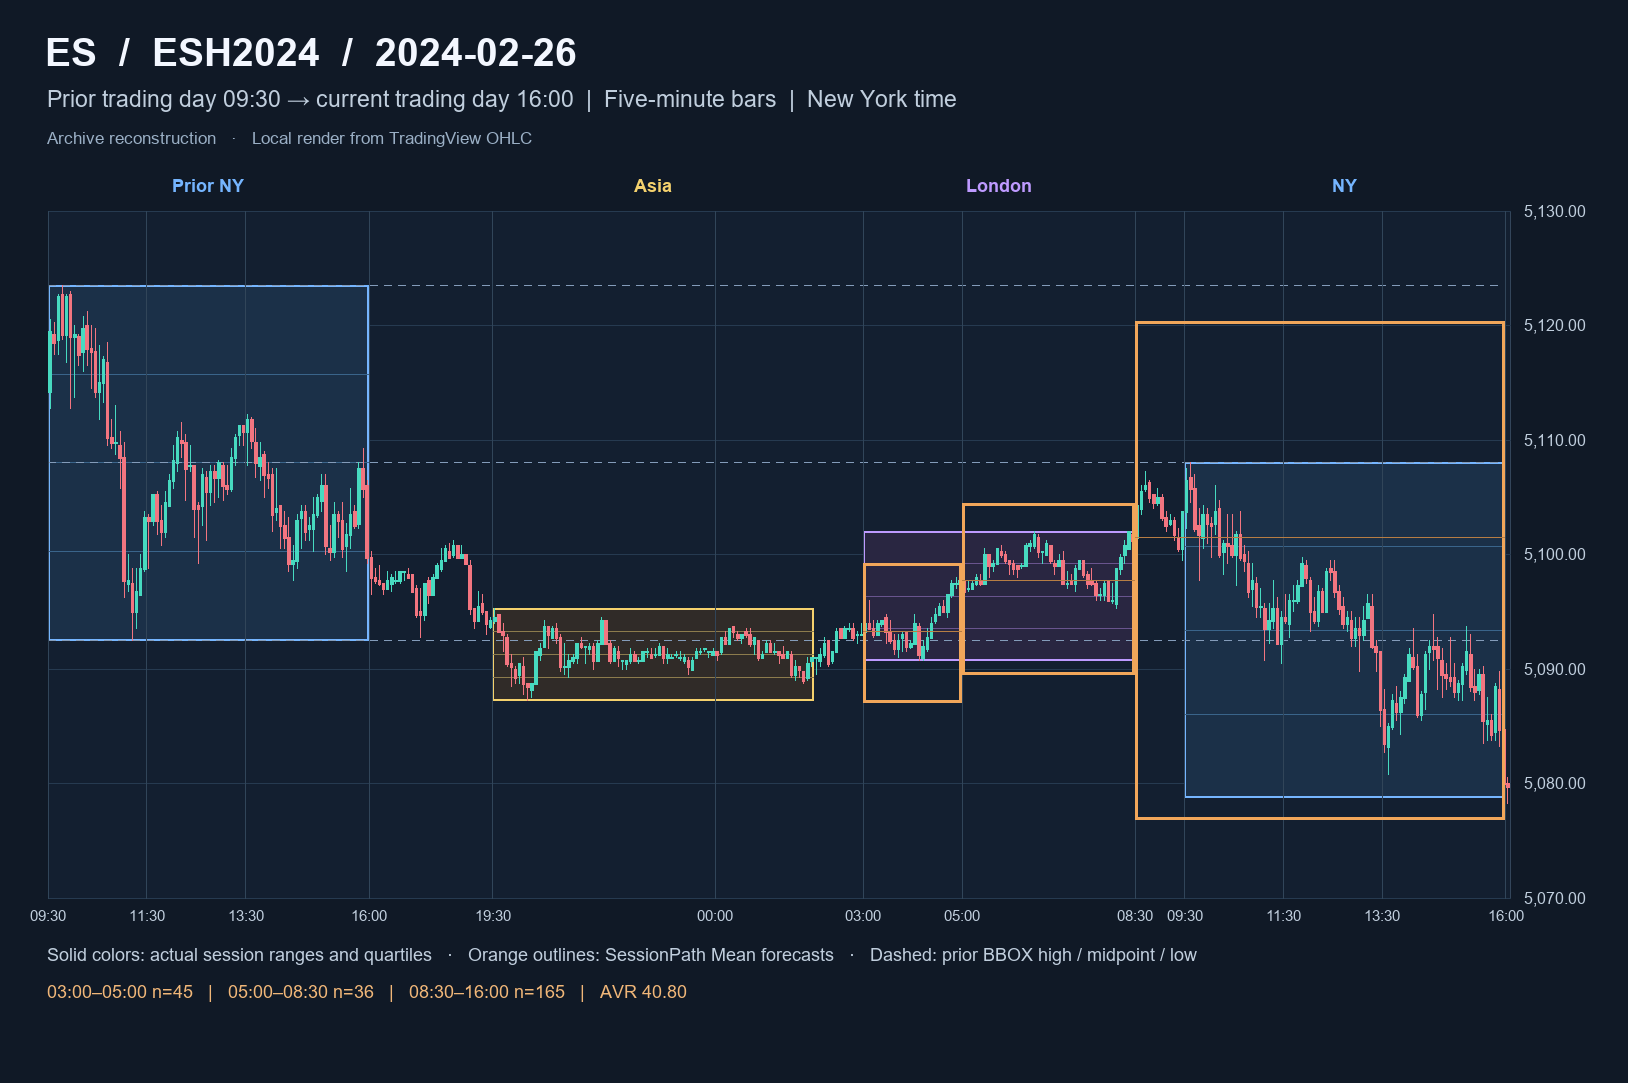 ES / ESH2024 / 2024-02-26
Prior trading day 09:30 → current trading day 16:00 | Five-minute bars | New York time
Archive reconstruction · Local render from TradingView OHLC
Prior NY Asia London NY
5,130.00
5,120.00
5,110.00
5,100.00
5,090.00
5,080.00
5,070.00
09:30 11:30 13:30 16:00 19:30 00:00 03:00 05:00 08:30 09:30 11:30 13:30 16:00
Solid colors: actual session ranges and quartiles · Orange outlines: SessionPath Mean forecasts · Dashed: prior BBOX high / midpoint / low
03:00–05:00 n=45 | 05:00–08:30 n=36 | 08:30–16:00 n=165 | AVR 40.80